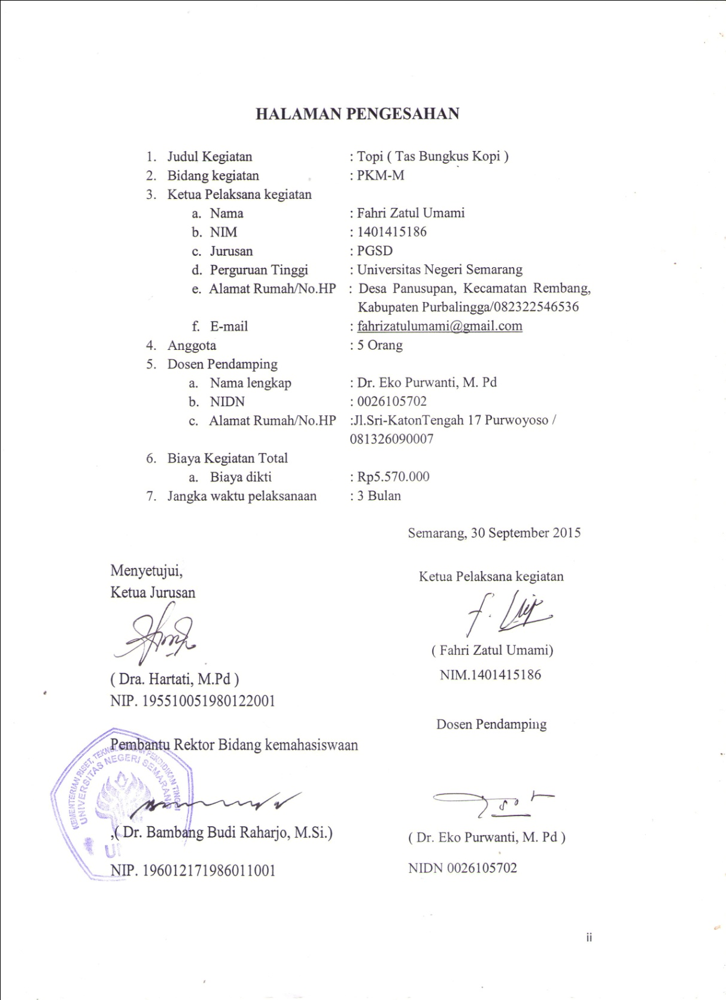 HALAMAN PENGESAHAN
1. Judul Kegiatan : Topi ( Tas Bungkus Kopi )
2. Bidang kegiatan : PKM-M
3. Ketua Pelaksana kegiatan
a. Nama : Fahri Zatul Umami
b. NIM : 1401415186
c. Jurusan : PGSD
d. Perguruan Tinggi : Universitas Negeri Semarang
e. Alamat Rumah/No.HP : Desa Panusupan, Kecamatan Rembang,
Kabupaten Purbalingga/082322546536
f. E-mail : fahrizatulumami@gmail.com
4. Anggota : 5 Orang
5. Dosen Pendamping
a. Nama lengkap : Dr. Eko Purwanti, M. Pd
b. NIDN : 0026105702
c. Alamat Rumah/No.HP :Jl.Sri-KatonTengah 17 Purwoyoso /
081326090007
6. Biaya Kegiatan Total
a. Biaya dikti : Rp5.570.000
7. Jangka waktu pelaksanaan : 3 Bulan
Semarang, 30 September 2015
Menyetujui,
Ketua Jurusan
( Dra. Hartati, M.Pd )
NIP. 195510051980122001
Ketua Pelaksana kegiatan
( Fahri Zatul Umami)
NIM.1401415186
Pembantu Rektor Bidang kemahasiswaan
KEMENTERIAN RISET, TEKNOLOGI DAN PENDIDIKAN TINGGI
UNIVERSITAS NEGERI SEMARANG
,( Dr. Bambang Budi Raharjo, M.Si.)
NIP. 196012171986011001
Dosen Pendamping
( Dr. Eko Purwanti, M. Pd )
NIDN 0026105702
ii